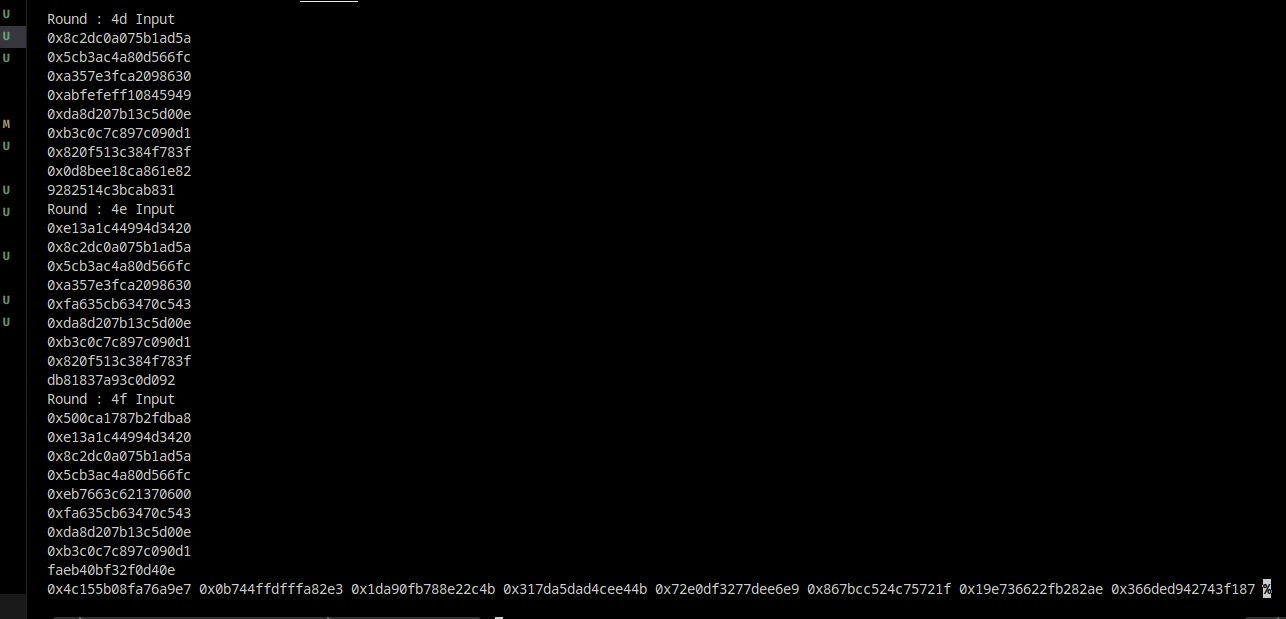 U
U
U
M
U
U
U
U
U
U
Round : 4d Input
0x8c2dc0a075b1ad5a
0x5cb3ac4a80d566fc
0xa357e3fca2098630
0xabfefeff10845949
0xda8d207b13c5d00e
0xb3c0c7c897c090d1
0x820f513c384f783f
0x0d8bee18ca861e82
9282514c3bcab831
Round : 4e Input
0xe13a1c44994d3420
0x8c2dc0a075b1ad5a
0x5cb3ac4a80d566fc
0xa357e3fca2098630
0xfa635cb63470c543
0xda8d207b13c5d00e
0xb3c0c7c897c090d1
0x820f513c384f783f
db81837a93c0d092
Round : 4f Input
0x500ca1787b2fdba8
0xe13a1c44994d3420
0x8c2dc0a075b1ad5a
0x5cb3ac4a80d566fc
0xeb7663c621370600
0xfa635cb63470c543
0xda8d207b13c5d00e
0xb3c0c7c897c090d1
faeb40bf32f0d40e
0x4c155b08fa76a9e7 0x0b744ffdfffa82e3 0x1da90fb788e22c4b 0x317da5dad4cee44b 0x72e0df3277dee6e9 0x867bcc524c75721f 0x19e736622fb282ae 0x366ded942743f187 %